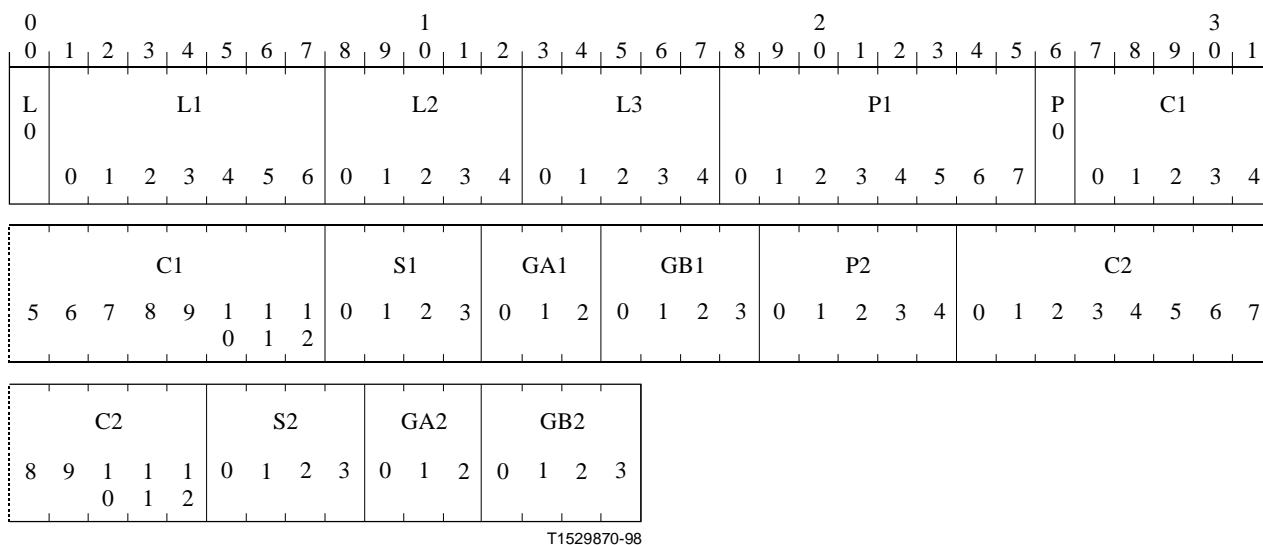 0 1 2 3
0 1 2 3 4 5 6 7 8 9 0 1 2 3 4 5 6 7 8 9 0 1 2 3 4 5 6 7 8 9 0 1
L L1 L2 L3 P1 P C1
0 0
0 1 2 3 4 5 6 0 1 2 3 4 0 1 2 3 4 0 1 2 3 4 5 6 7 0 1 2 3 4
C1 S1 GA1 GB1 P2 C2
5 6 7 8 9 1 1 1 0 1 2 3 0 1 2 0 1 2 3 0 1 2 3 4 0 1 2 3 4 5 6 7
0 1 2
C2 S2 GA2 GB2
8 9 1 1 1 0 1 2 3 0 1 2 0 1 2 3
0 1 2
T1529870-98